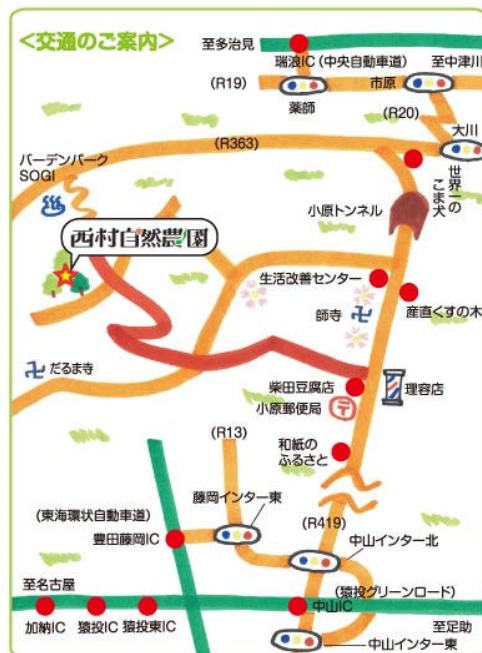 <交通のご案内>
至多治見
瑞浪IC(中央自動車道)
至中津川
(R19)
市原
薬師
(R20)
大川
(R363)
バーデンパーク
SOGI
世界一の
こま犬
小原トンネル
西村自然農園
生活改善センター
産直くすの木
師寺
だるま寺
柴田豆腐店
理容店
小原郵便局
〒
和紙の
ふるさと
(R13)
藤岡インター東
(東海環状自動車道)
豊田藤岡IC
(R419)
中山インター北
至名古屋
(猿投グリーンロード)
加納IC
猿投IC
猿投東IC
中山IC
至足助
中山インター東